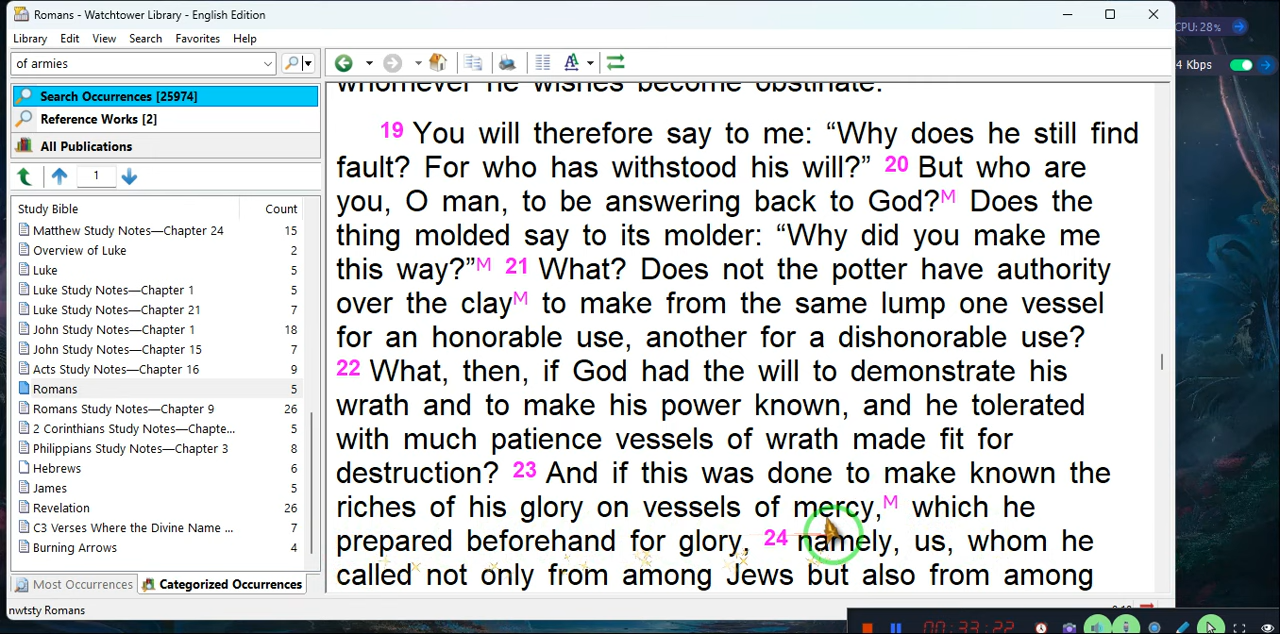 Romans - Watchtower Library - English Edition
Library Edit View Search Favorites Help
of armies
Search Occurrences [25974]
Reference Works [2]
All Publications
1
Study Bible Count
Matthew Study Notes—Chapter 24 15
Overview of Luke 2
Luke 5
Luke Study Notes—Chapter 1 5
Luke Study Notes—Chapter 21 7
John Study Notes—Chapter 1 18
John Study Notes—Chapter 15 7
Acts Study Notes—Chapter 16 9
Romans 5
Romans Study Notes—Chapter 9 26
2 Corinthians Study Notes—Chapte... 5
Philippians Study Notes—Chapter 3 8
Hebrews 6
James 5
Revelation 26
C3 Verses Where the Divine Name ... 7
Burning Arrows 4
Most Occurrences Categorized Occurrences
nwtsty Romans
whomever he wishes become obstinate.
19 You will therefore say to me: “Why does he still find
fault? For who has withstood his will?” 20 But who are
you, O man, to be answering back to God?M Does the
thing molded say to its molder: “Why did you make me
this way?”M 21 What? Does not the potter have authority
over the clayM to make from the same lump one vessel
for an honorable use, another for a dishonorable use?
22 What, then, if God had the will to demonstrate his
wrath and to make his power known, and he tolerated
with much patience vessels of wrath made fit for
destruction? 23 And if this was done to make known the
riches of his glory on vessels of mercy,M which he
prepared beforehand for glory, 24 namely, us, whom he
called not only from among Jews but also from among
CPU: 28%
4 Kbps
00:33:22